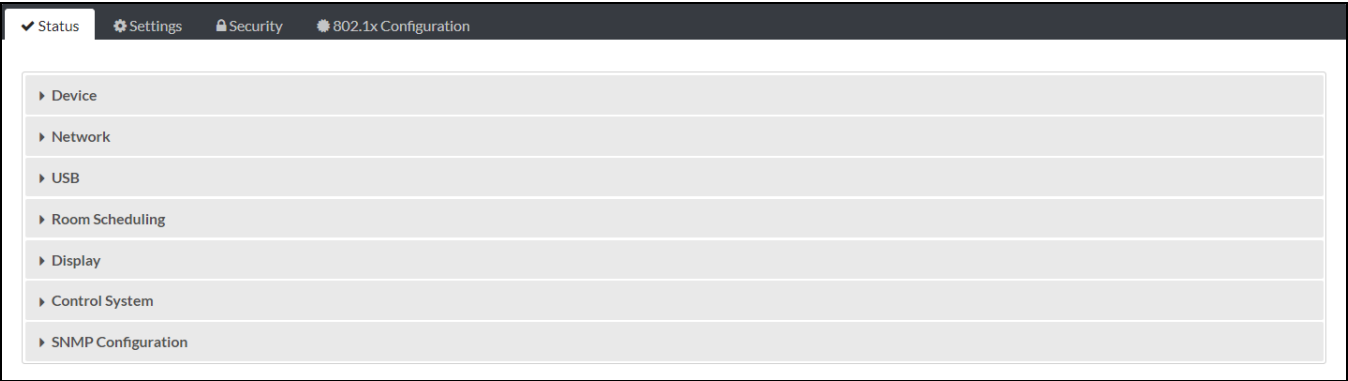 Status Settings Security 802.1x Configuration
Device
Network
USB
Room Scheduling
Display
Control System
SNMP Configuration